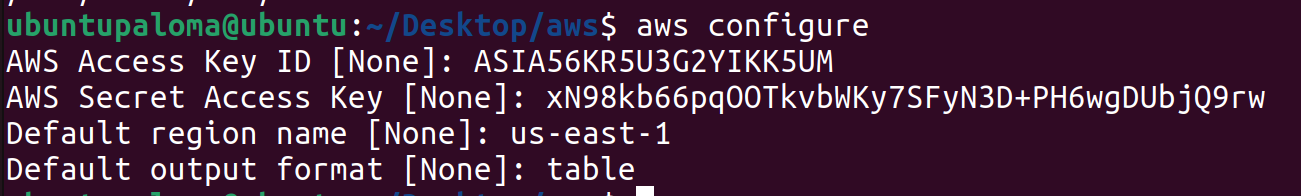 ubuntupaloma@ubuntu:~/Desktop/aws$ aws configure
AWS Access Key ID [None]: ASIA56KR5U3G2YIKK5UM
AWS Secret Access Key [None]: xN98kb66pqOOTkvbWKy7SFyN3D+PH6wgDUbjQ9rw
Default region name [None]: us-east-1
Default output format [None]: table